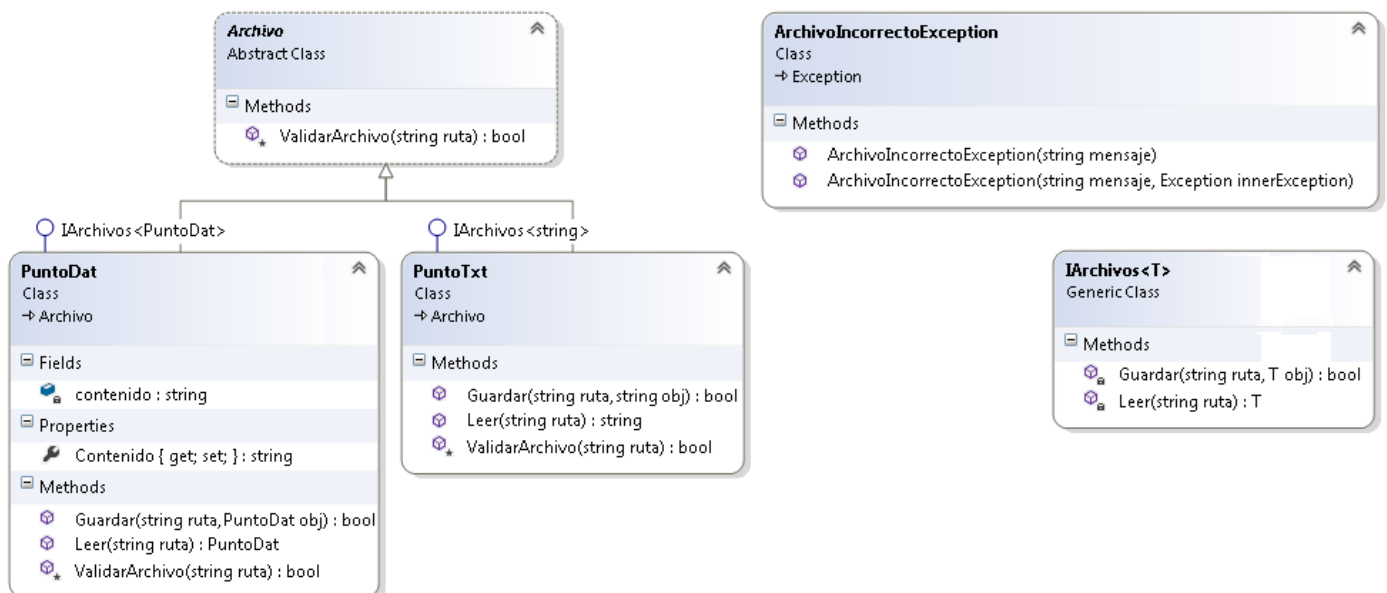 Archivo
Abstract Class
Methods
ValidarArchivo(string ruta) : bool
ArchivoIncorrectoException
Class
Exception
Methods
ArchivoIncorrectoException(string mensaje)
ArchivoIncorrectoException(string mensaje, Exception innerException)
IArchivos<PuntoDat>
PuntoDat
Class
Archivo
Fields
contenido : string
Properties
Contenido { get; set; } : string
Methods
Guardar(string ruta, PuntoDat obj) : bool
Leer(string ruta) : PuntoDat
ValidarArchivo(string ruta) : bool
IArchivos<string>
PuntoTxt
Class
Archivo
Methods
Guardar(string ruta, string obj) : bool
Leer(string ruta) : string
ValidarArchivo(string ruta) : bool
IArchivos<T>
Generic Class
Methods
Guardar(string ruta, T obj) : bool
Leer(string ruta) : T